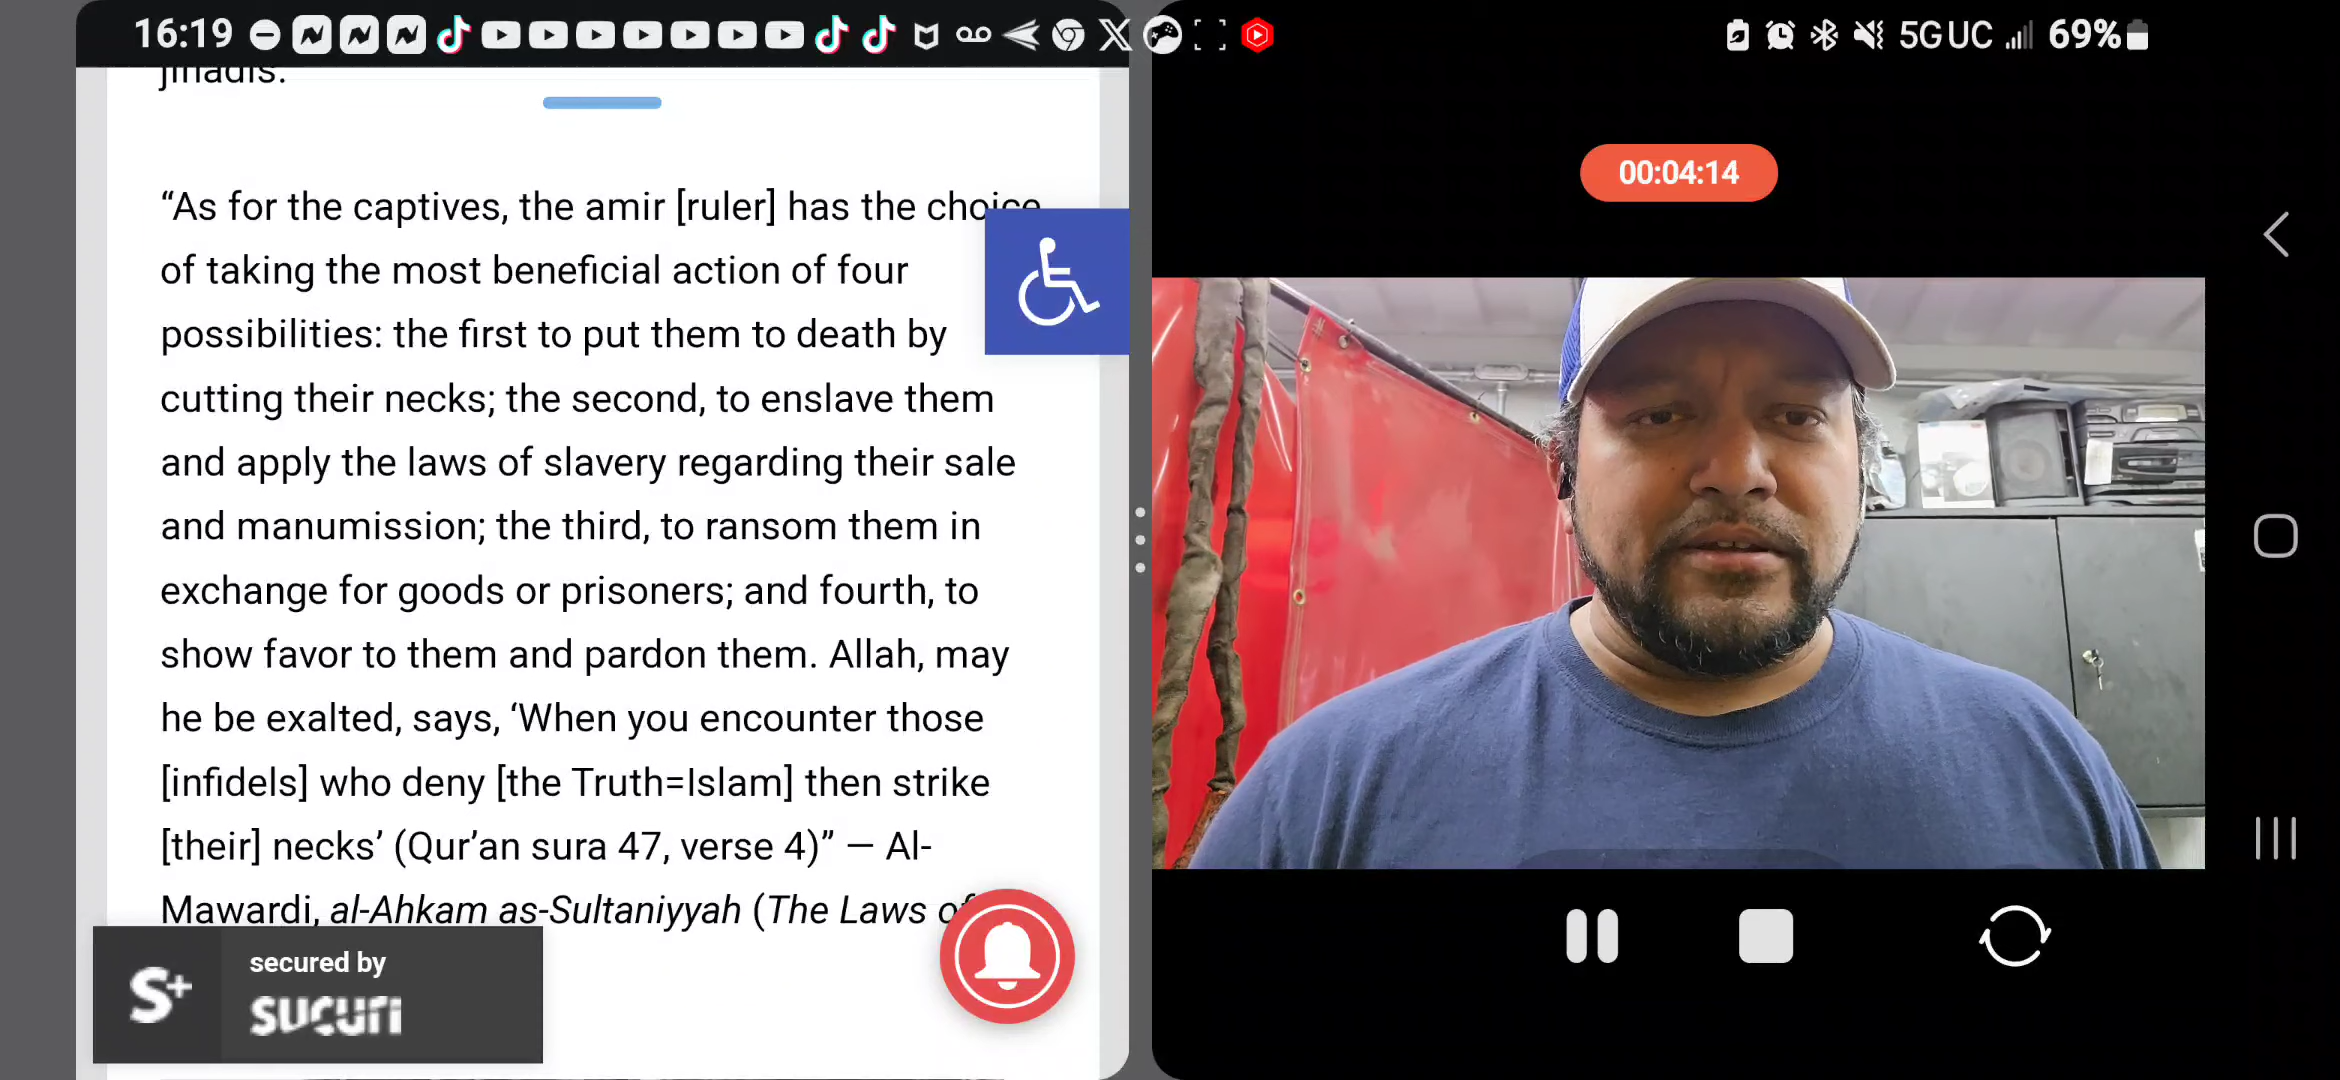 16:19
5G UC
69%
jihadis.
00:04:14
“As for the captives, the amir [ruler] has the choice
of taking the most beneficial action of four
possibilities: the first to put them to death by
cutting their necks; the second, to enslave them
and apply the laws of slavery regarding their sale
and manumission; the third, to ransom them in
exchange for goods or prisoners; and fourth, to
show favor to them and pardon them. Allah, may
he be exalted, says, ‘When you encounter those
[infidels] who deny [the Truth=Islam] then strike
[their] necks’ (Qur’an sura 47, verse 4)” — Al-
Mawardi, al-Ahkam as-Sultaniyyah (The Laws of
S+
secured by
sucuri